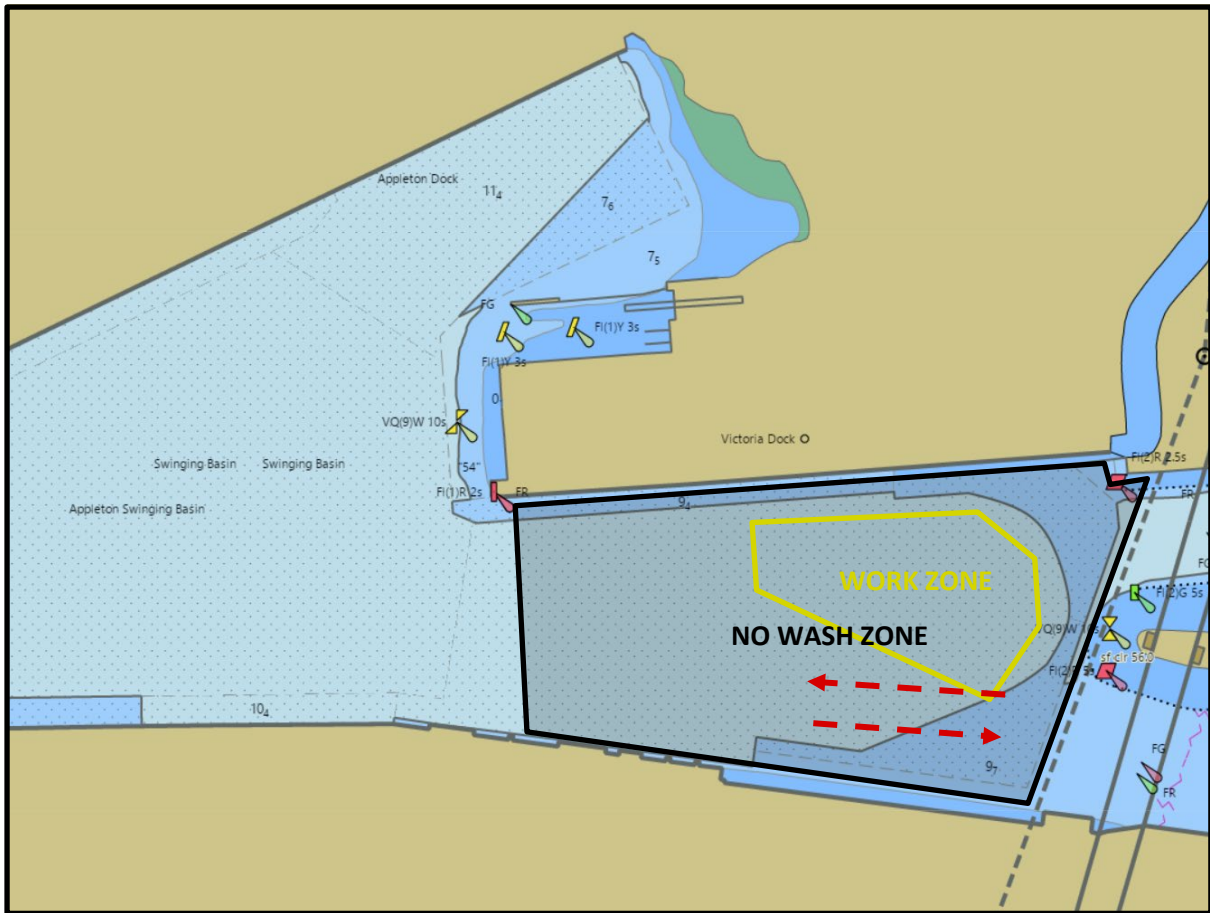 Appleton Dock
11₄
7₆
7₅
FG
Fl(1)Y 3s
Fl(1)Y 3s
0
VQ(9)W 10s
Victoria Dock
Swinging Basin
Swinging Basin
"54"
Fl(2)R 2.5s
Fl(1)R 2s
FR
FR
9₄
Appleton Swinging Basin
WORK ZONE
Fl(2)G 5s
NO WASH ZONE
sf clr 56.0
10₄
9₇
FG
FR